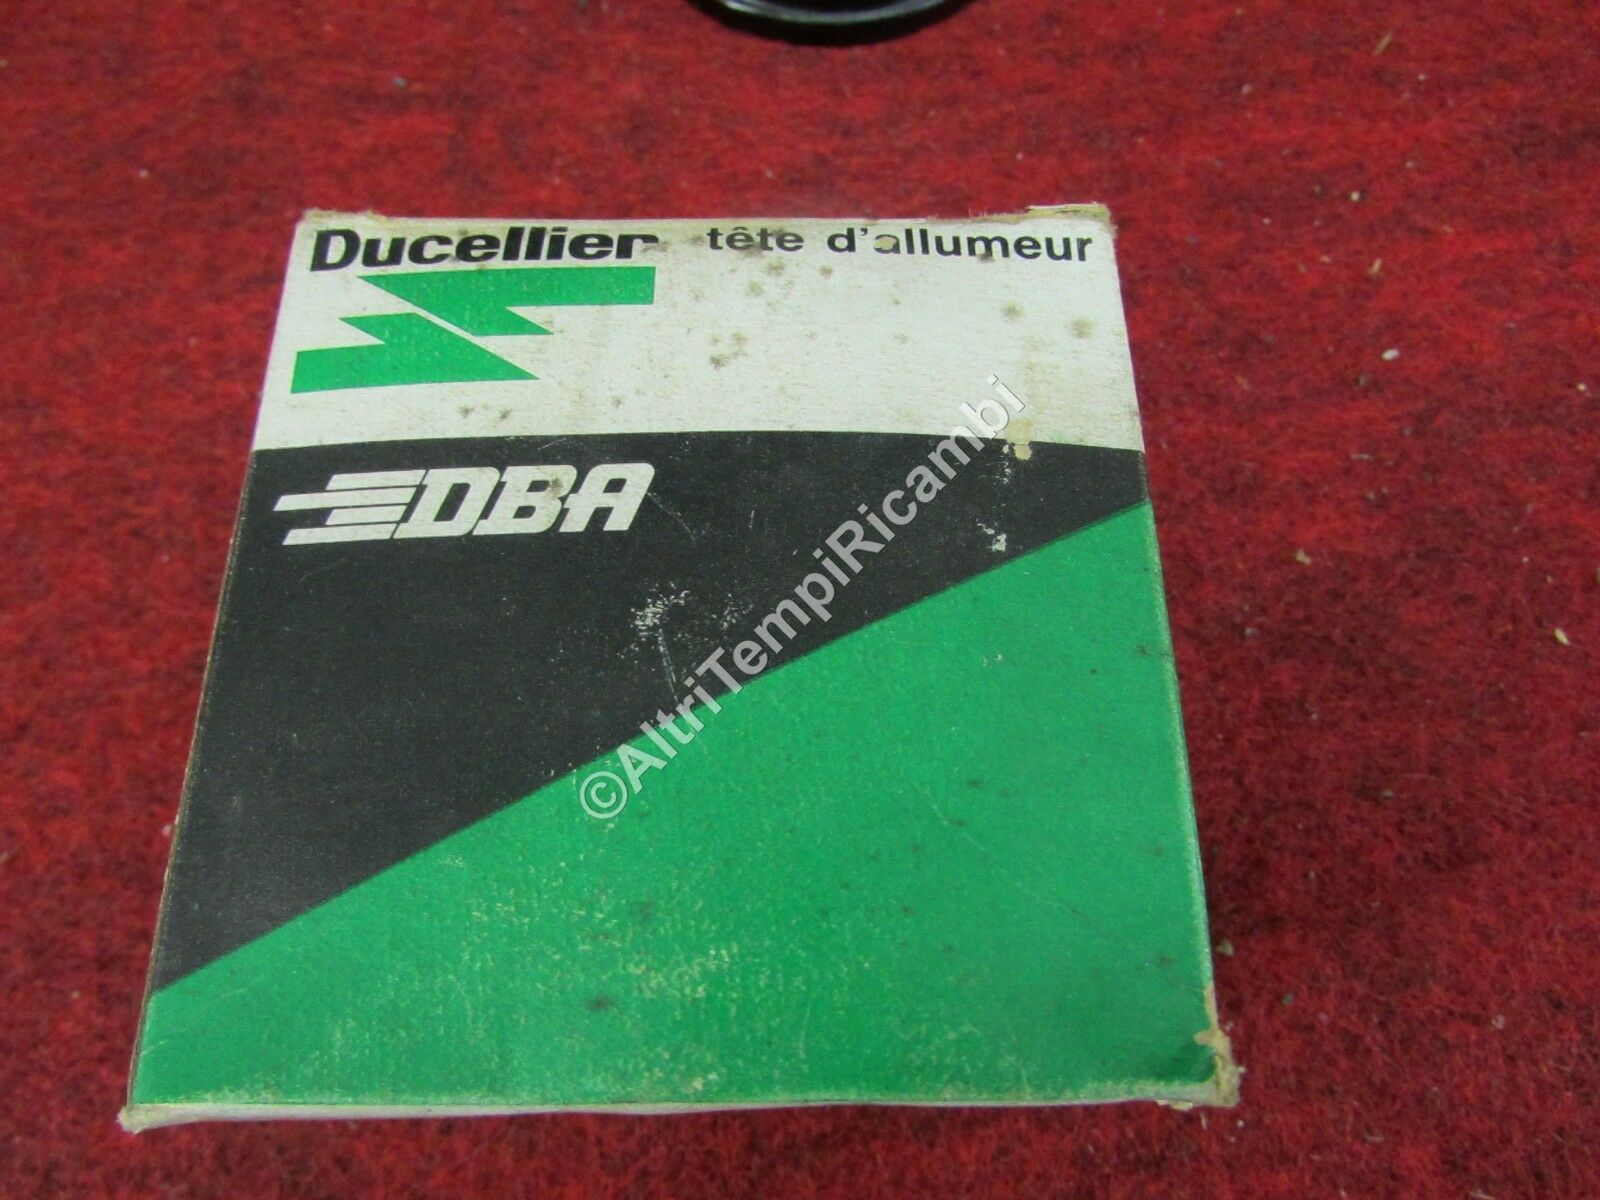 Ducellier tête d'allumeur
DBA
©AltriTempiRicambi